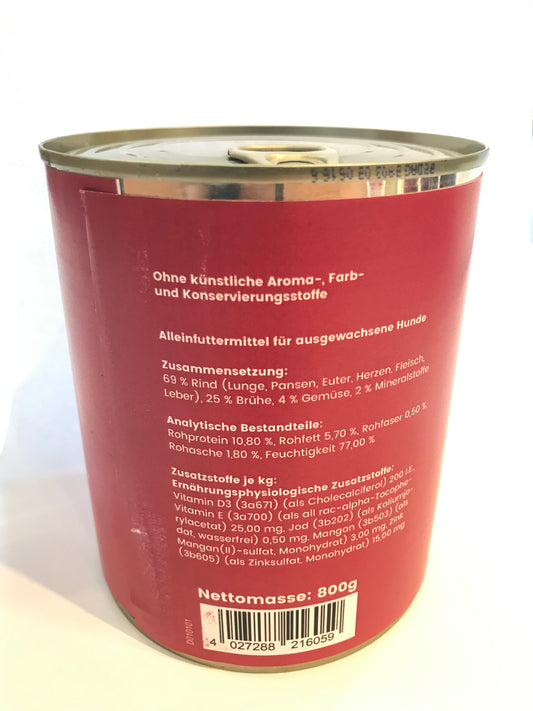 Ohne künstliche Aroma-, Farb-
und Konservierungsstoffe
Alleinfuttermittel für ausgewachsene Hunde
Zusammensetzung:
69 % Rind (Lunge, Pansen, Euter, Herzen, Fleisch,
Leber), 25 % Brühe, 4 % Gemüse, 2 % Mineralstoffe
Analytische Bestandteile:
Rohprotein 10,80 %, Rohfett 5,70 %, Rohfaser 0,50 %,
Rohasche 1,80 %, Feuchtigkeit 77,00 %
Zusatzstoffe je kg:
Ernährungsphysiologische Zusatzstoffe:
Vitamin D3 (3a671) (als Cholecalciferol) 200 I.E.,
Vitamin E (3a700) (als all rac-alpha-Tocophe-
rylacetat) 25,00 mg, Jod (3b202) (als Kaliumjo-
dat, wasserfrei) 0,50 mg, Mangan (3b503) (als
Mangan(II)-sulfat, Monohydrat) 3,00 mg, Zink
(3b605) (als Zinksulfat, Monohydrat) 15,00 mg
Nettomasse: 800g
D010101
4 027288 216059